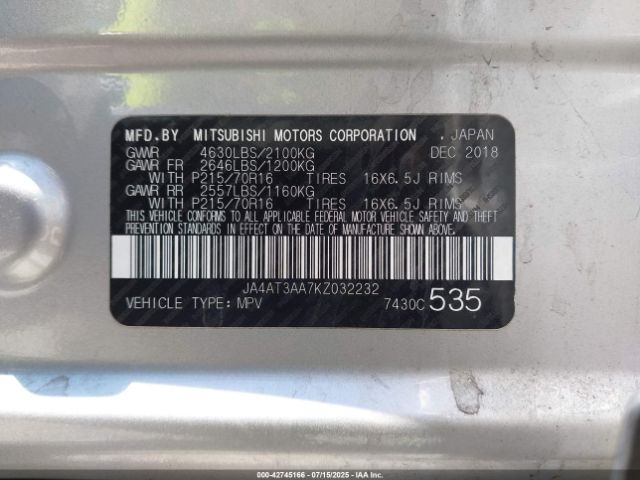 MFD.BY MITSUBISHI MOTORS CORPORATION . JAPAN
GVWR 4630LBS/2100KG DEC 2018
GAWR FR 2646LBS/1200KG
WITH P215/70R16 TIRES 16X6.5J RIMS
GAWR RR 2557LBS/1160KG
WITH P215/70R16 TIRES 16X6.5J RIMS
THIS VEHICLE CONFORMS TO ALL APPLICABLE FEDERAL MOTOR VEHICLE SAFETY AND THEFT
PREVENTION STANDARDS IN EFFECT ON THE DATE OF MANUFACTURE SHOWN ABOVE.
JA4AT3AA7KZ032232
VEHICLE TYPE: MPV 7430C 535
000-42745166 - 07/15/2025 - IAAI.COM